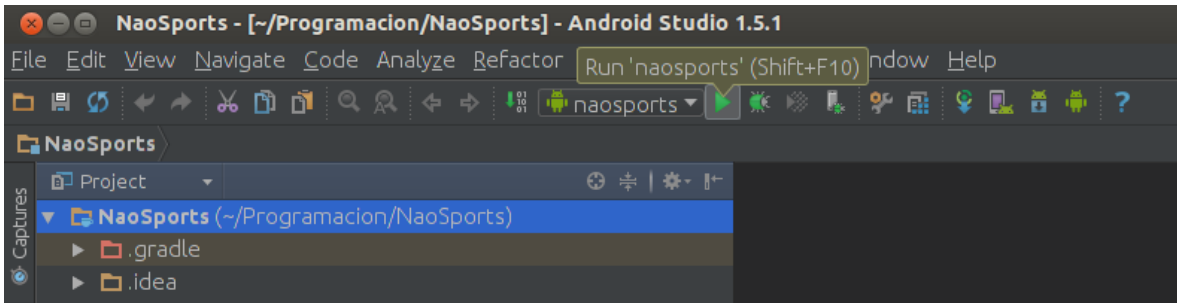 NaoSports - [~/Programacion/NaoSports] - Android Studio 1.5.1
File Edit View Navigate Code Analyze Refactor ndow Help
Run 'naosports' (Shift+F10)
naosports
?
NaoSports
Captures
Project
NaoSports (~/Programacion/NaoSports)
.gradle
.idea